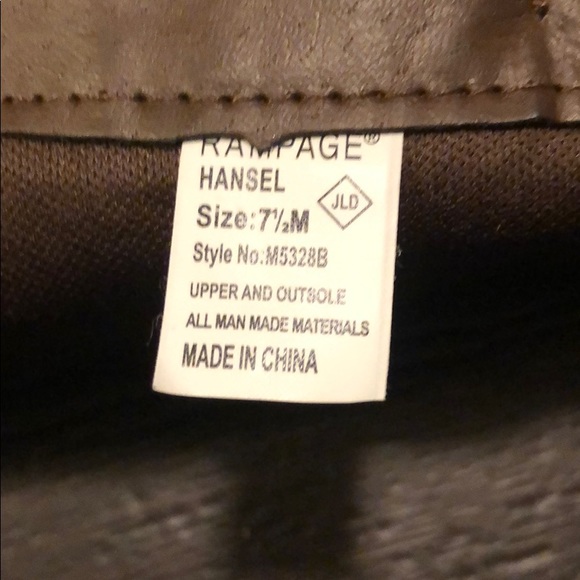 RAMPAGE®
HANSEL
JLD
Size:7½M
Style No:M5328B
UPPER AND OUTSOLE
ALL MAN MADE MATERIALS
MADE IN CHINA